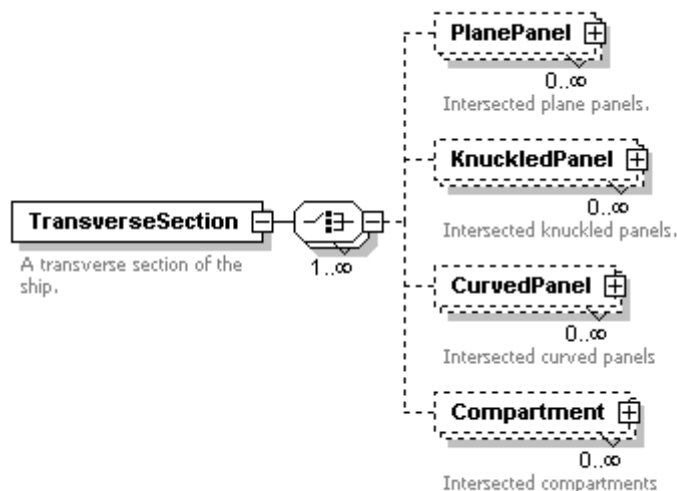 PlanePanel
0..∞
Intersected plane panels.
KnuckledPanel
0..∞
Intersected knuckled panels.
TransverseSection
1..∞
A transverse section of the
ship.
CurvedPanel
0..∞
Intersected curved panels
Compartment
0..∞
Intersected compartments